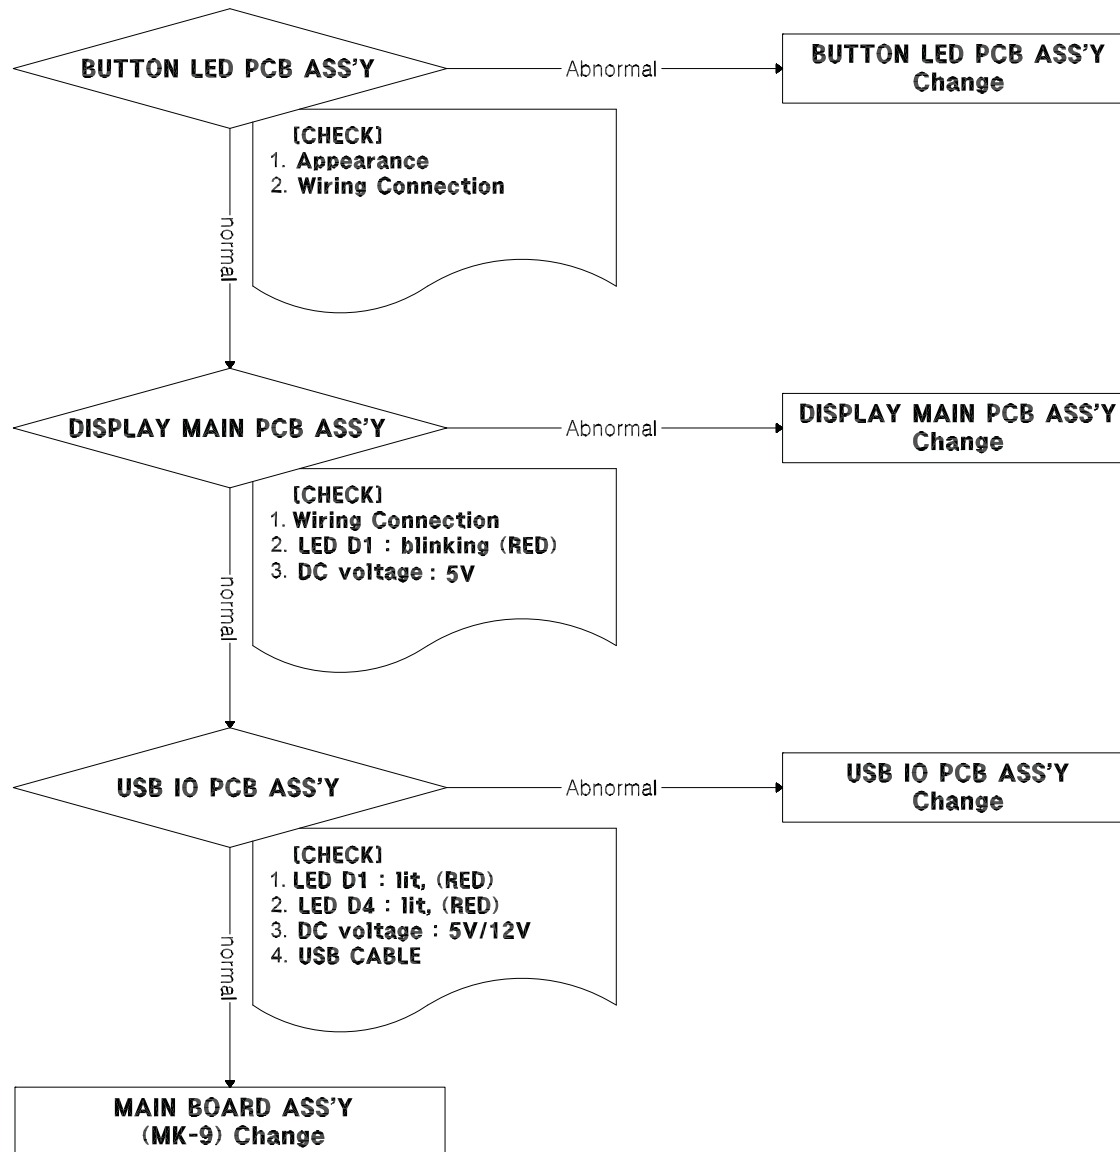 BUTTON LED PCB ASS'Y
Abnormal
BUTTON LED PCB ASS'Y
Change
[CHECK]
1. Appearance
2. Wiring Connection
normal
DISPLAY MAIN PCB ASS'Y
Abnormal
DISPLAY MAIN PCB ASS'Y
Change
[CHECK]
1. Wiring Connection
2. LED D1 : blinking (RED)
3. DC voltage : 5V
normal
USB IO PCB ASS'Y
Abnormal
USB IO PCB ASS'Y
Change
[CHECK]
1. LED D1 : lit, (RED)
2. LED D4 : lit, (RED)
3. DC voltage : 5V/12V
4. USB CABLE
normal
MAIN BOARD ASS'Y
(MK-9) Change